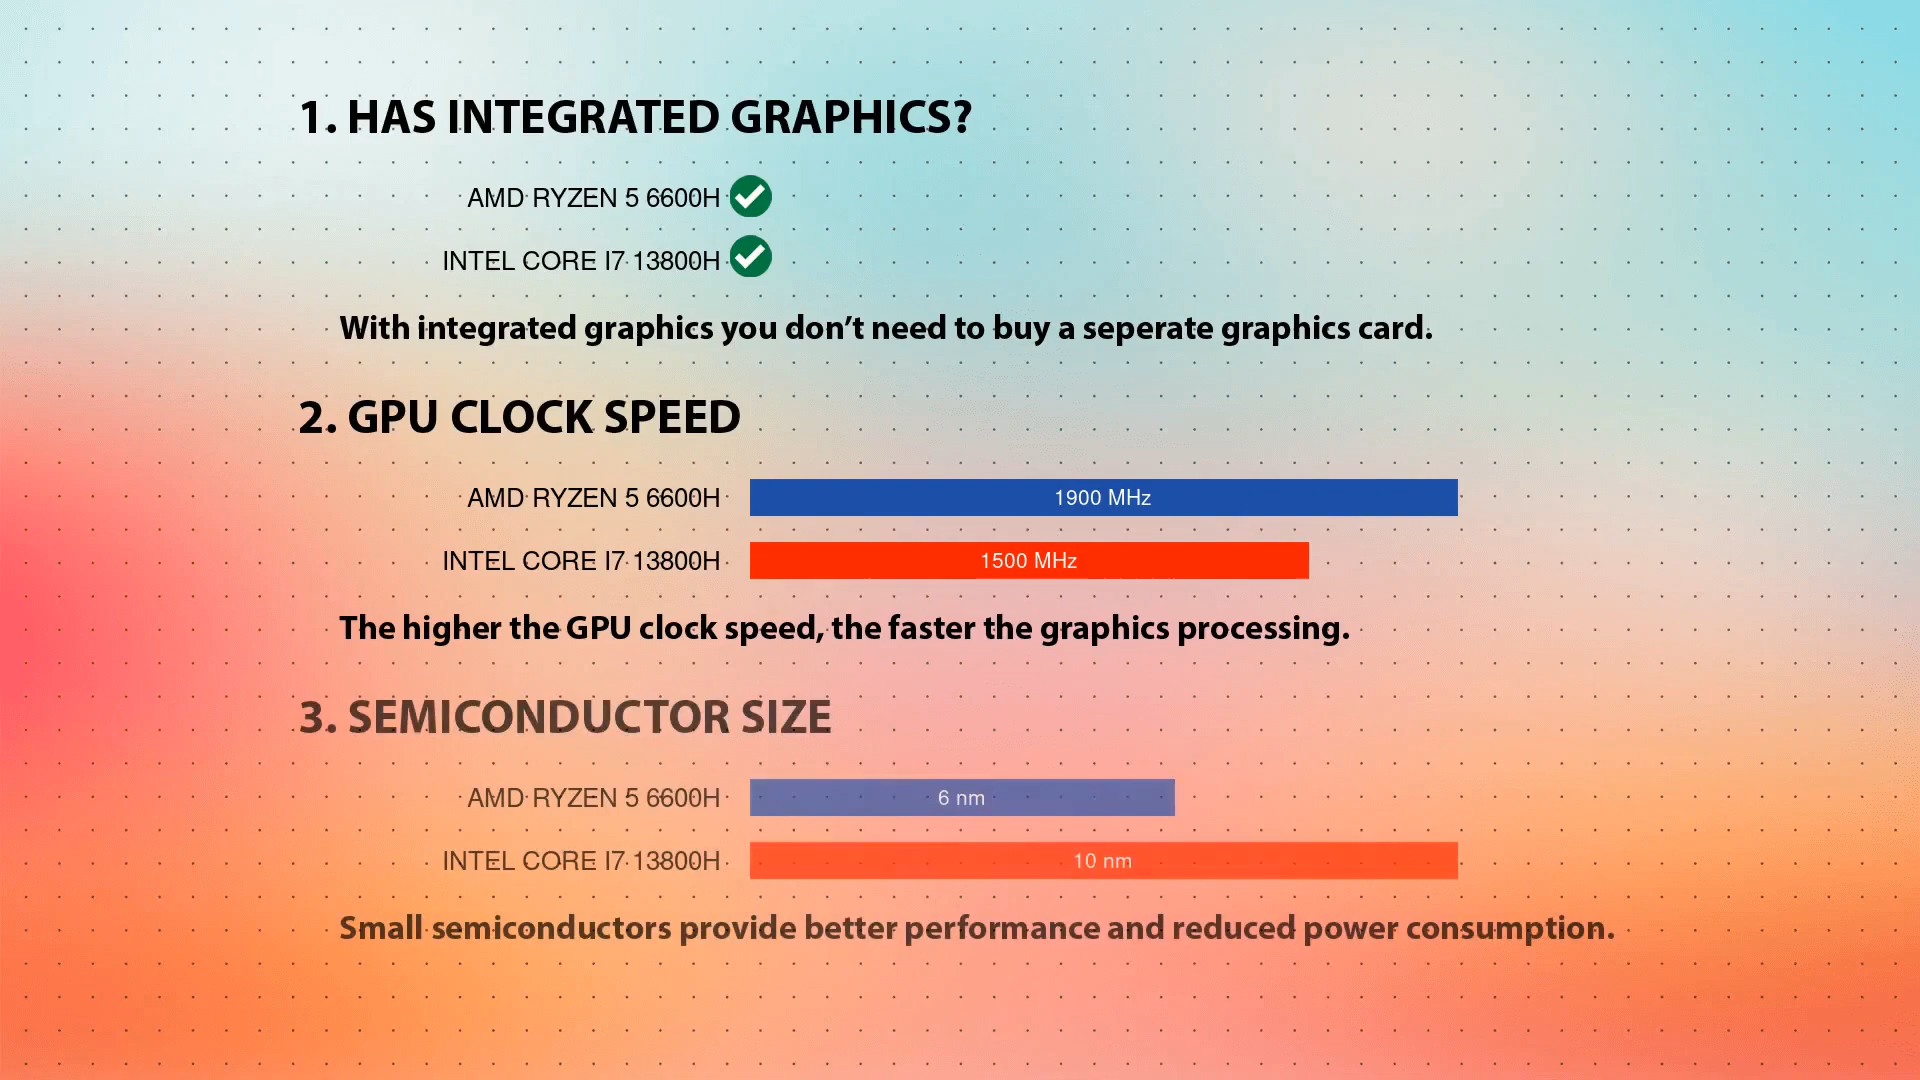 1. HAS INTEGRATED GRAPHICS?
AMD RYZEN 5 6600H
INTEL CORE I7 13800H
With integrated graphics you don’t need to buy a seperate graphics card.
2. GPU CLOCK SPEED
AMD RYZEN 5 6600H 1900 MHz
INTEL CORE I7 13800H 1500 MHz
The higher the GPU clock speed, the faster the graphics processing.
3. SEMICONDUCTOR SIZE
AMD RYZEN 5 6600H 6 nm
INTEL CORE I7 13800H 10 nm
Small semiconductors provide better performance and reduced power consumption.